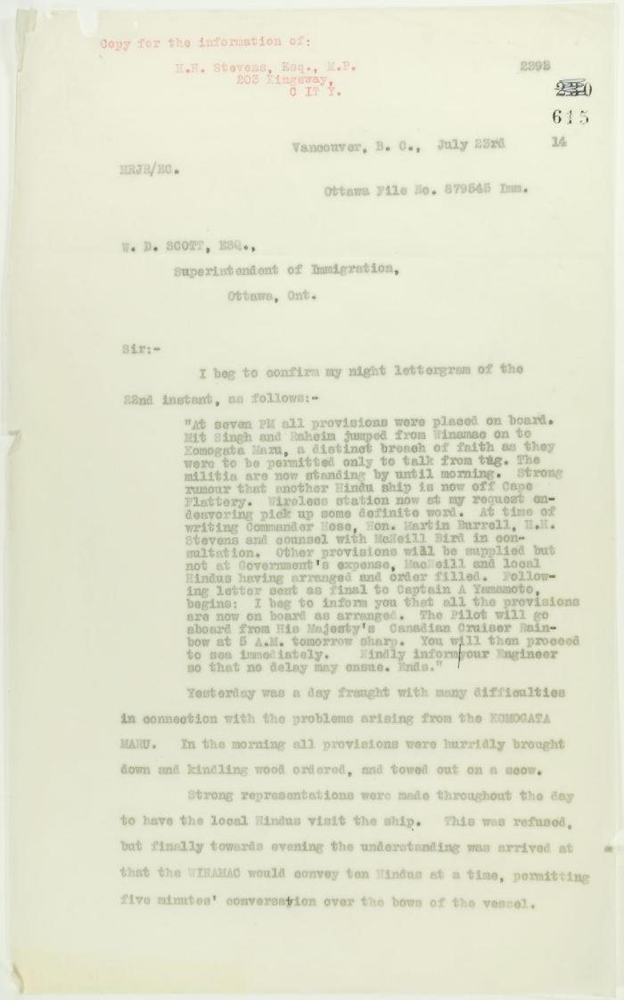 Copy for the information of:
H.H. Stevens, Esq., M.P.
203 Kingsway,
C IT Y.
2398
615
Vancouver, B. C., July 23rd 14
MRJR/EC.
Ottawa File No. 879545 Imm.
W. D. SCOTT, ESQ.,
Superintendent of Immigration,
Ottawa, Ont.
Sir:-
I beg to confirm my night lettergram of the
22nd instant, as follows:-
"At seven PM all provisions were placed on board.
Mit Singh and Raheim jumped from Winamac on to
Komogata Maru, a distinct breach of faith as they
were to be permitted only to talk from tug. The
militia are now standing by until morning. Strong
rumour that another Hindu ship is now off Cape
Flattery. Wireless station now at my request en-
deavoring pick up some definite word. At time of
writing Commander Hose, Hon. Martin Burrell, H.H.
Stevens and counsel with McNeill Bird in con-
sultation. Other provisions will be supplied but
not at Government's expense, MacNeill and local
Hindus having arranged and order filled. Follow-
ing letter sent as final to Captain A Yamamoto,
begins: I beg to inform you that all the provisions
are now on board as arranged. The Pilot will go
aboard from His Majesty's Canadian Cruiser Rain-
bow at 5 A.M. tomorrow sharp. You will then proceed
to sea immediately. Kindly inform your Engineer
so that no delay may ensue. Ends."
Yesterday was a day fraught with many difficulties
in connection with the problems arising from the KOMOGATA
MARU. In the morning all provisions were hurridly brought
down and kindling wood ordered, and towed out on a scow.
Strong representations were made throughout the day
to have the local Hindus visit the ship. This was refused,
but finally towards evening the understanding was arrived at
that the WINAMAC would convey ten Hindus at a time, permitting
five minutes' conversation over the bows of the vessel.